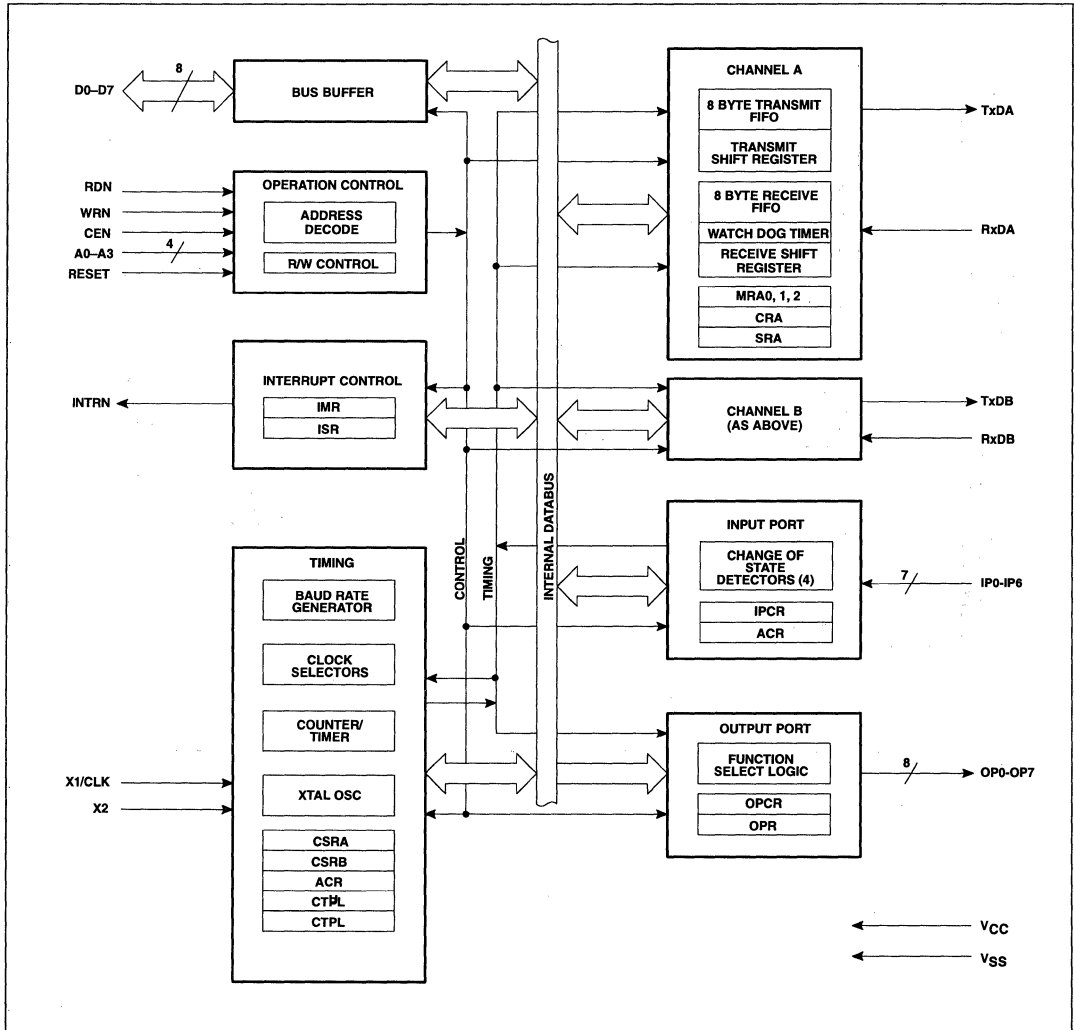 D0–D7
8
BUS BUFFER
RDN
WRN
CEN
A0–A3
4
RESET
OPERATION CONTROL
ADDRESS
DECODE
R/W CONTROL
INTRN
INTERRUPT CONTROL
IMR
ISR
TIMING
BAUD RATE
GENERATOR
CLOCK
SELECTORS
COUNTER/
TIMER
X1/CLK
X2
XTAL OSC
CSRA
CSRB
ACR
CTPL
CONTROL
TIMING
INTERNAL DATABUS
CHANNEL A
8 BYTE TRANSMIT
FIFO
TRANSMIT
SHIFT REGISTER
8 BYTE RECEIVE
FIFO
WATCH DOG TIMER
RECEIVE SHIFT
REGISTER
MRA0, 1, 2
CRA
SRA
TxDA
RxDA
CHANNEL B
(AS ABOVE)
TxDB
RxDB
INPUT PORT
CHANGE OF
STATE
DETECTORS (4)
IPCR
ACR
7
IP0-IP6
OUTPUT PORT
FUNCTION
SELECT LOGIC
OPCR
OPR
8
OP0-OP7
VCC
VSS